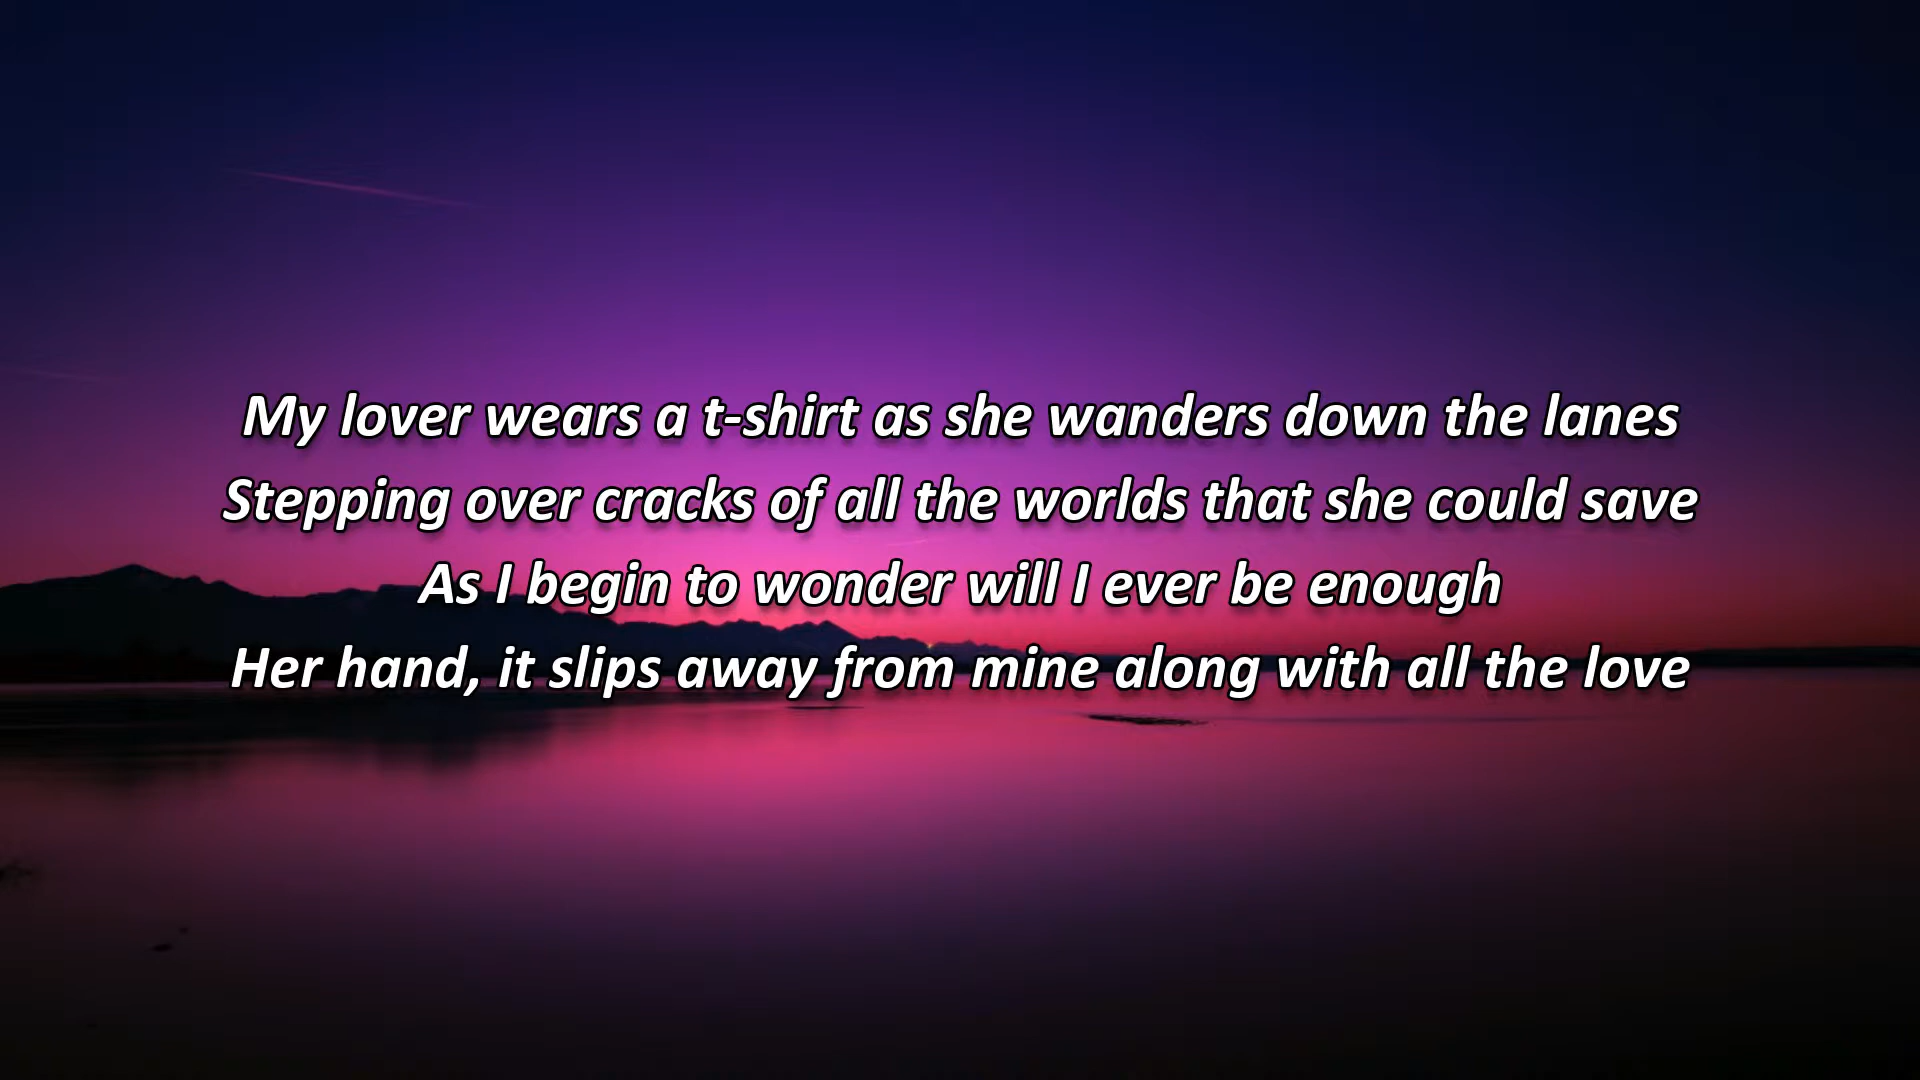 My lover wears a t-shirt as she wanders down the lanes
Stepping over cracks of all the worlds that she could save
As I begin to wonder will I ever be enough
Her hand, it slips away from mine along with all the love